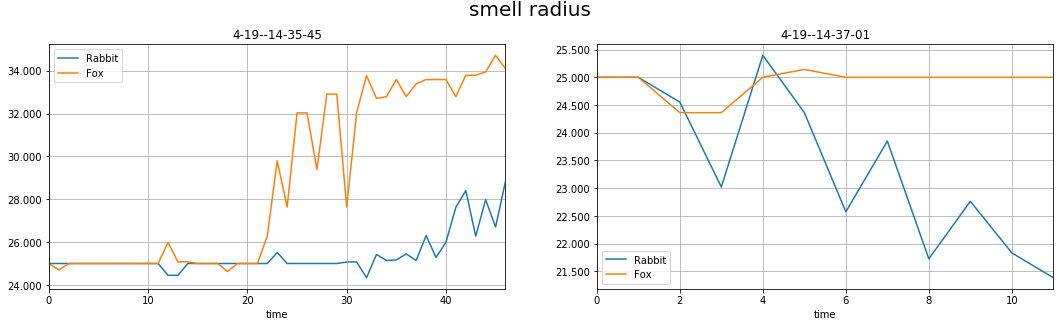 smell radius
4-19--14-35-45
34.000
32.000
30.000
28.000
26.000
24.000
Rabbit
Fox
0 10 20 30 40
time
4-19--14-37-01
25.500
25.000
24.500
24.000
23.500
23.000
22.500
22.000
21.500
Rabbit
Fox
0 2 4 6 8 10
time